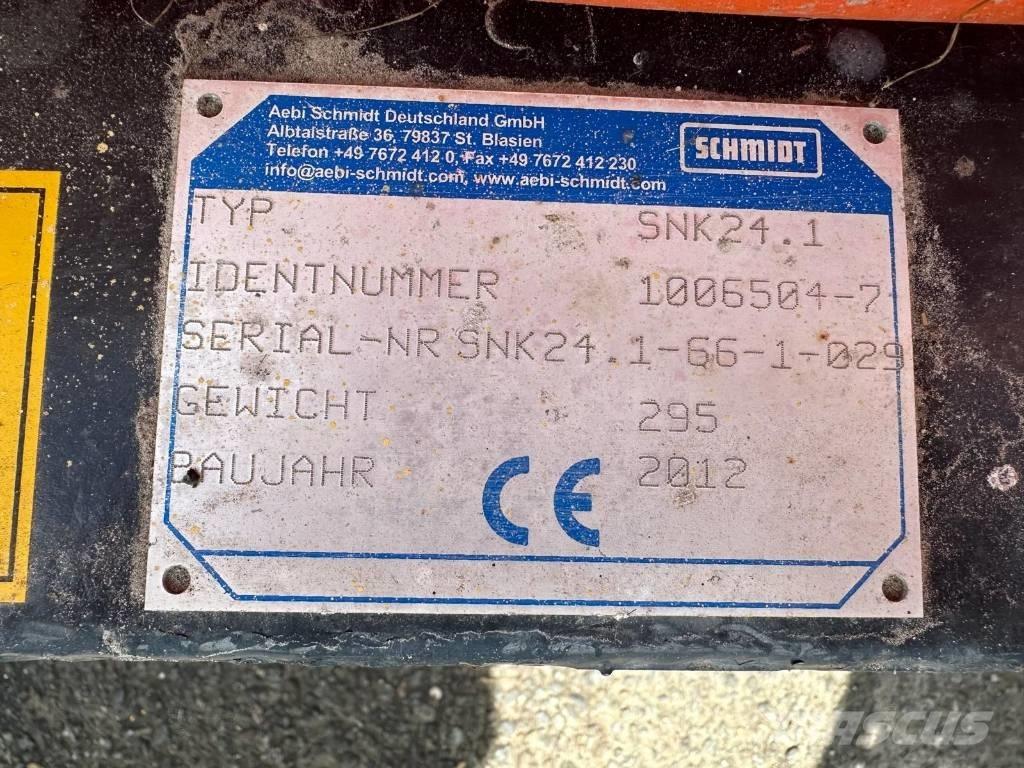 Aebi Schmidt Deutschland GmbH
Albtalstraße 36, 79837 St. Blasien
Telefon +49 7672 412 0, Fax +49 7672 412 230
info@aebi-schmidt.com, www.aebi-schmidt.com
SCHMIDT
TYP SNK24.1
IDENTNUMMER 1006504-7
SERIAL-NR SNK24.1-66-1-029
GEWICHT 295
BAUJAHR 2012
CE
MASCUS